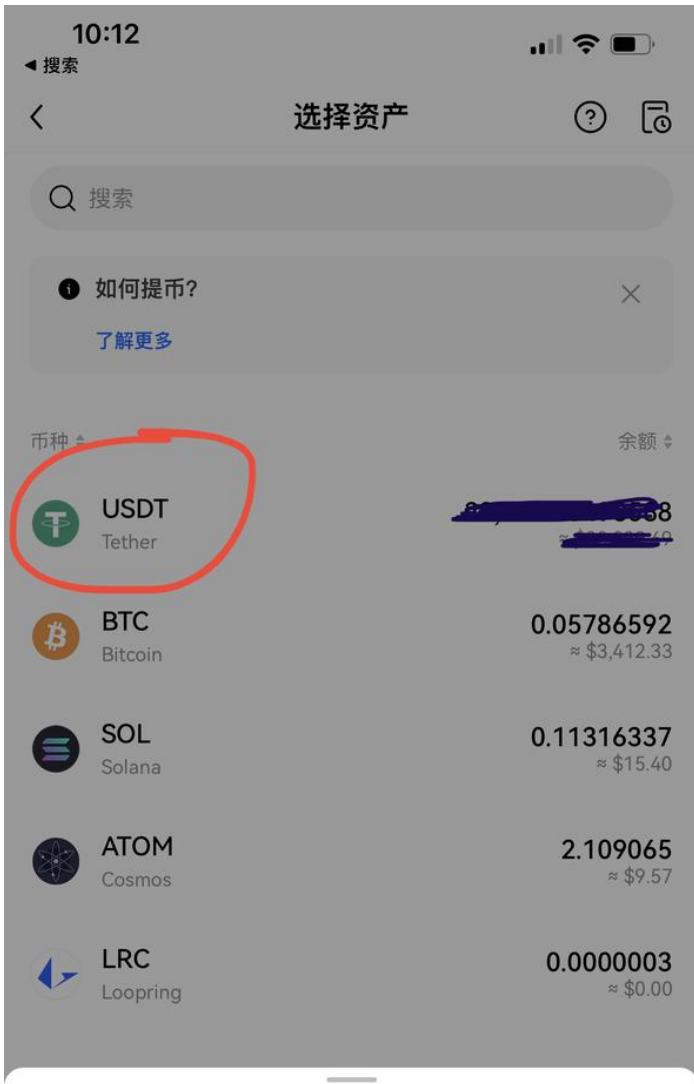 10:12
◀ 搜索
选择资产
搜索
如何提币?
了解更多
币种
余额
USDT
Tether
BTC
0.05786592
Bitcoin
≈ $3,412.33
SOL
0.11316337
Solana
≈ $15.40
ATOM
2.109065
Cosmos
≈ $9.57
LRC
0.0000003
Loopring
≈ $0.00